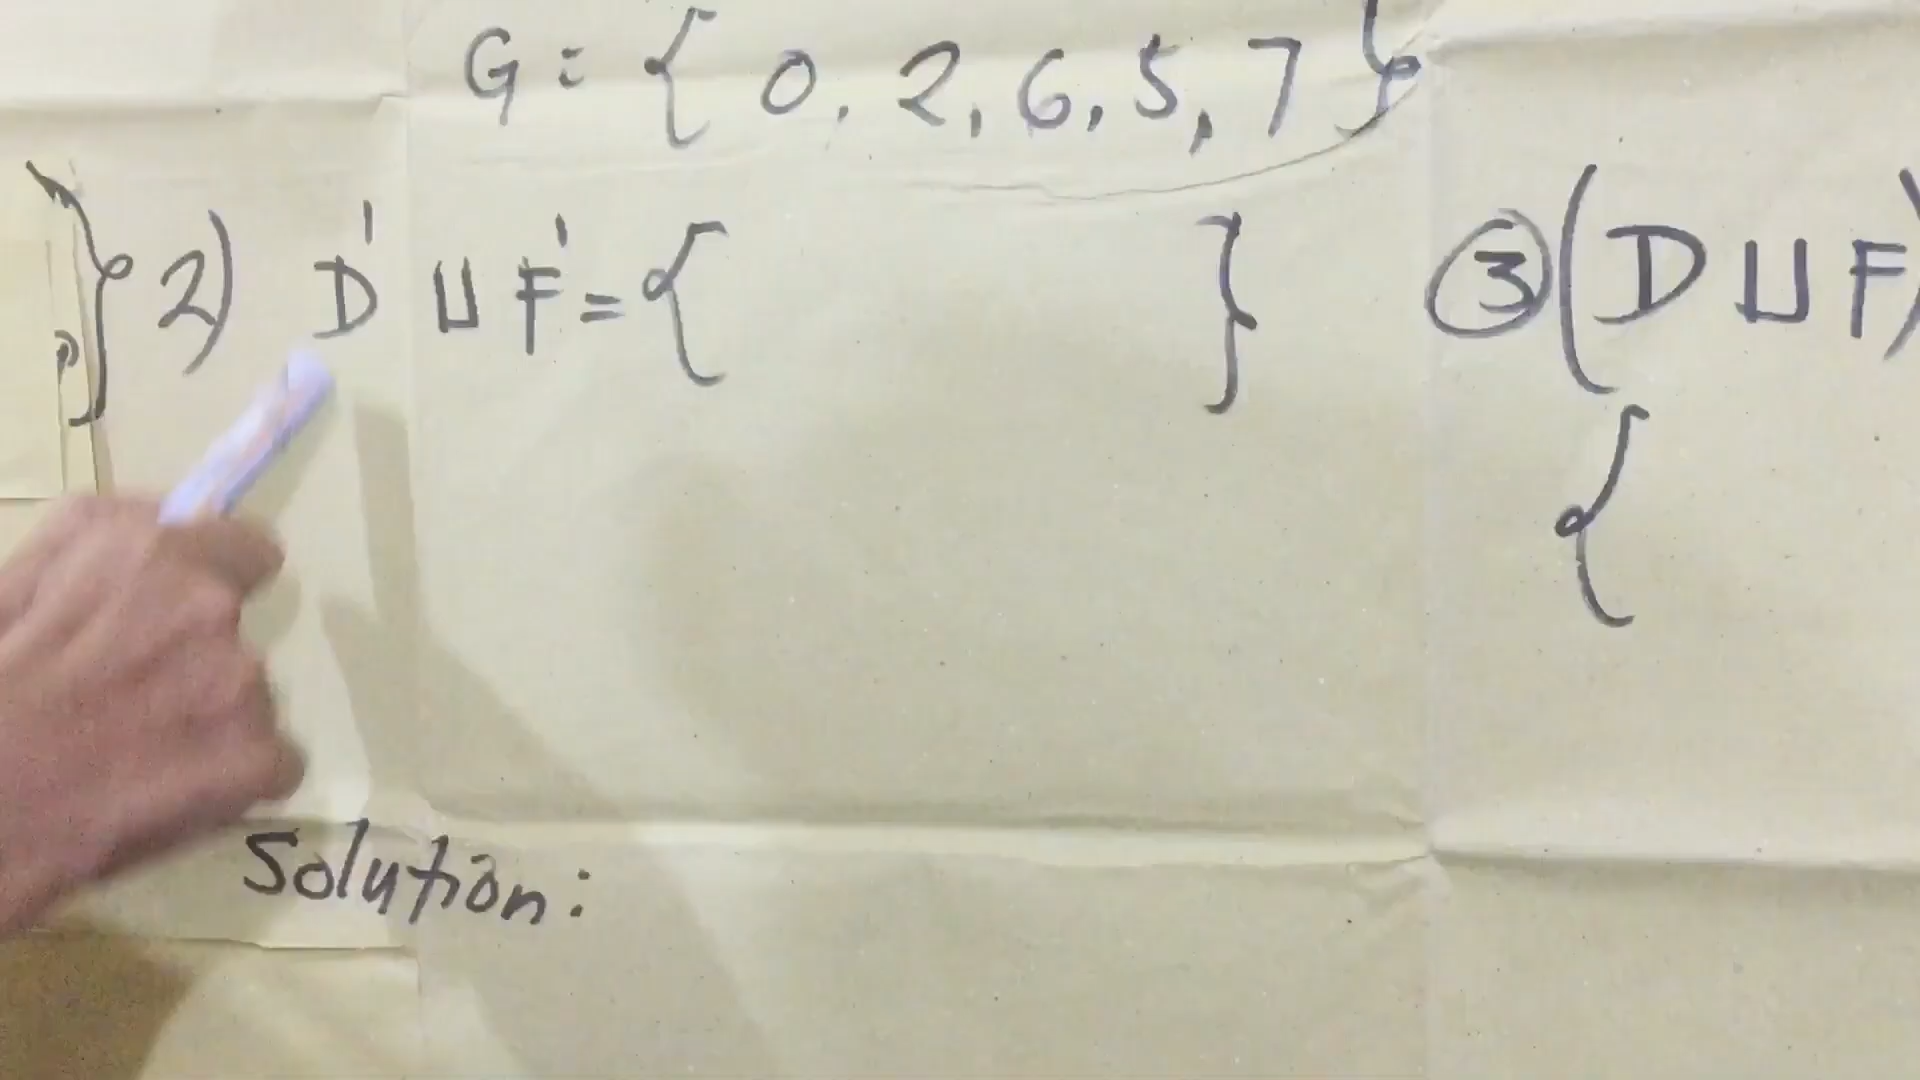 G = { 0, 2, 6, 5, 7 }
} 2) D' U F' = { } ③ (D U F)
{
Solution: